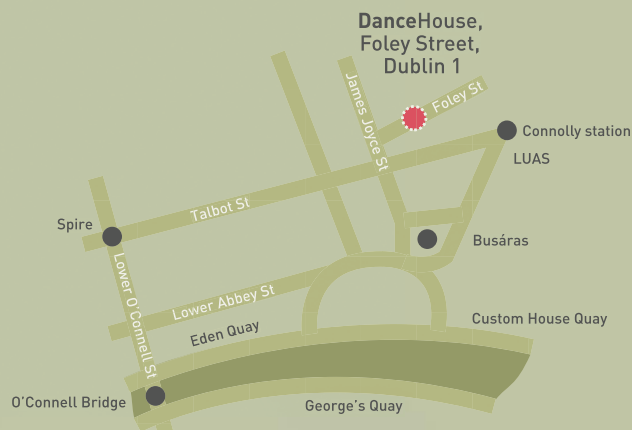 DanceHouse,
Foley Street,
Dublin 1
James Joyce St
Foley St
Connolly station
LUAS
Talbot St
Spire
Busáras
Lower O'Connell St
Lower Abbey St
Eden Quay
Custom House Quay
O'Connell Bridge
George's Quay